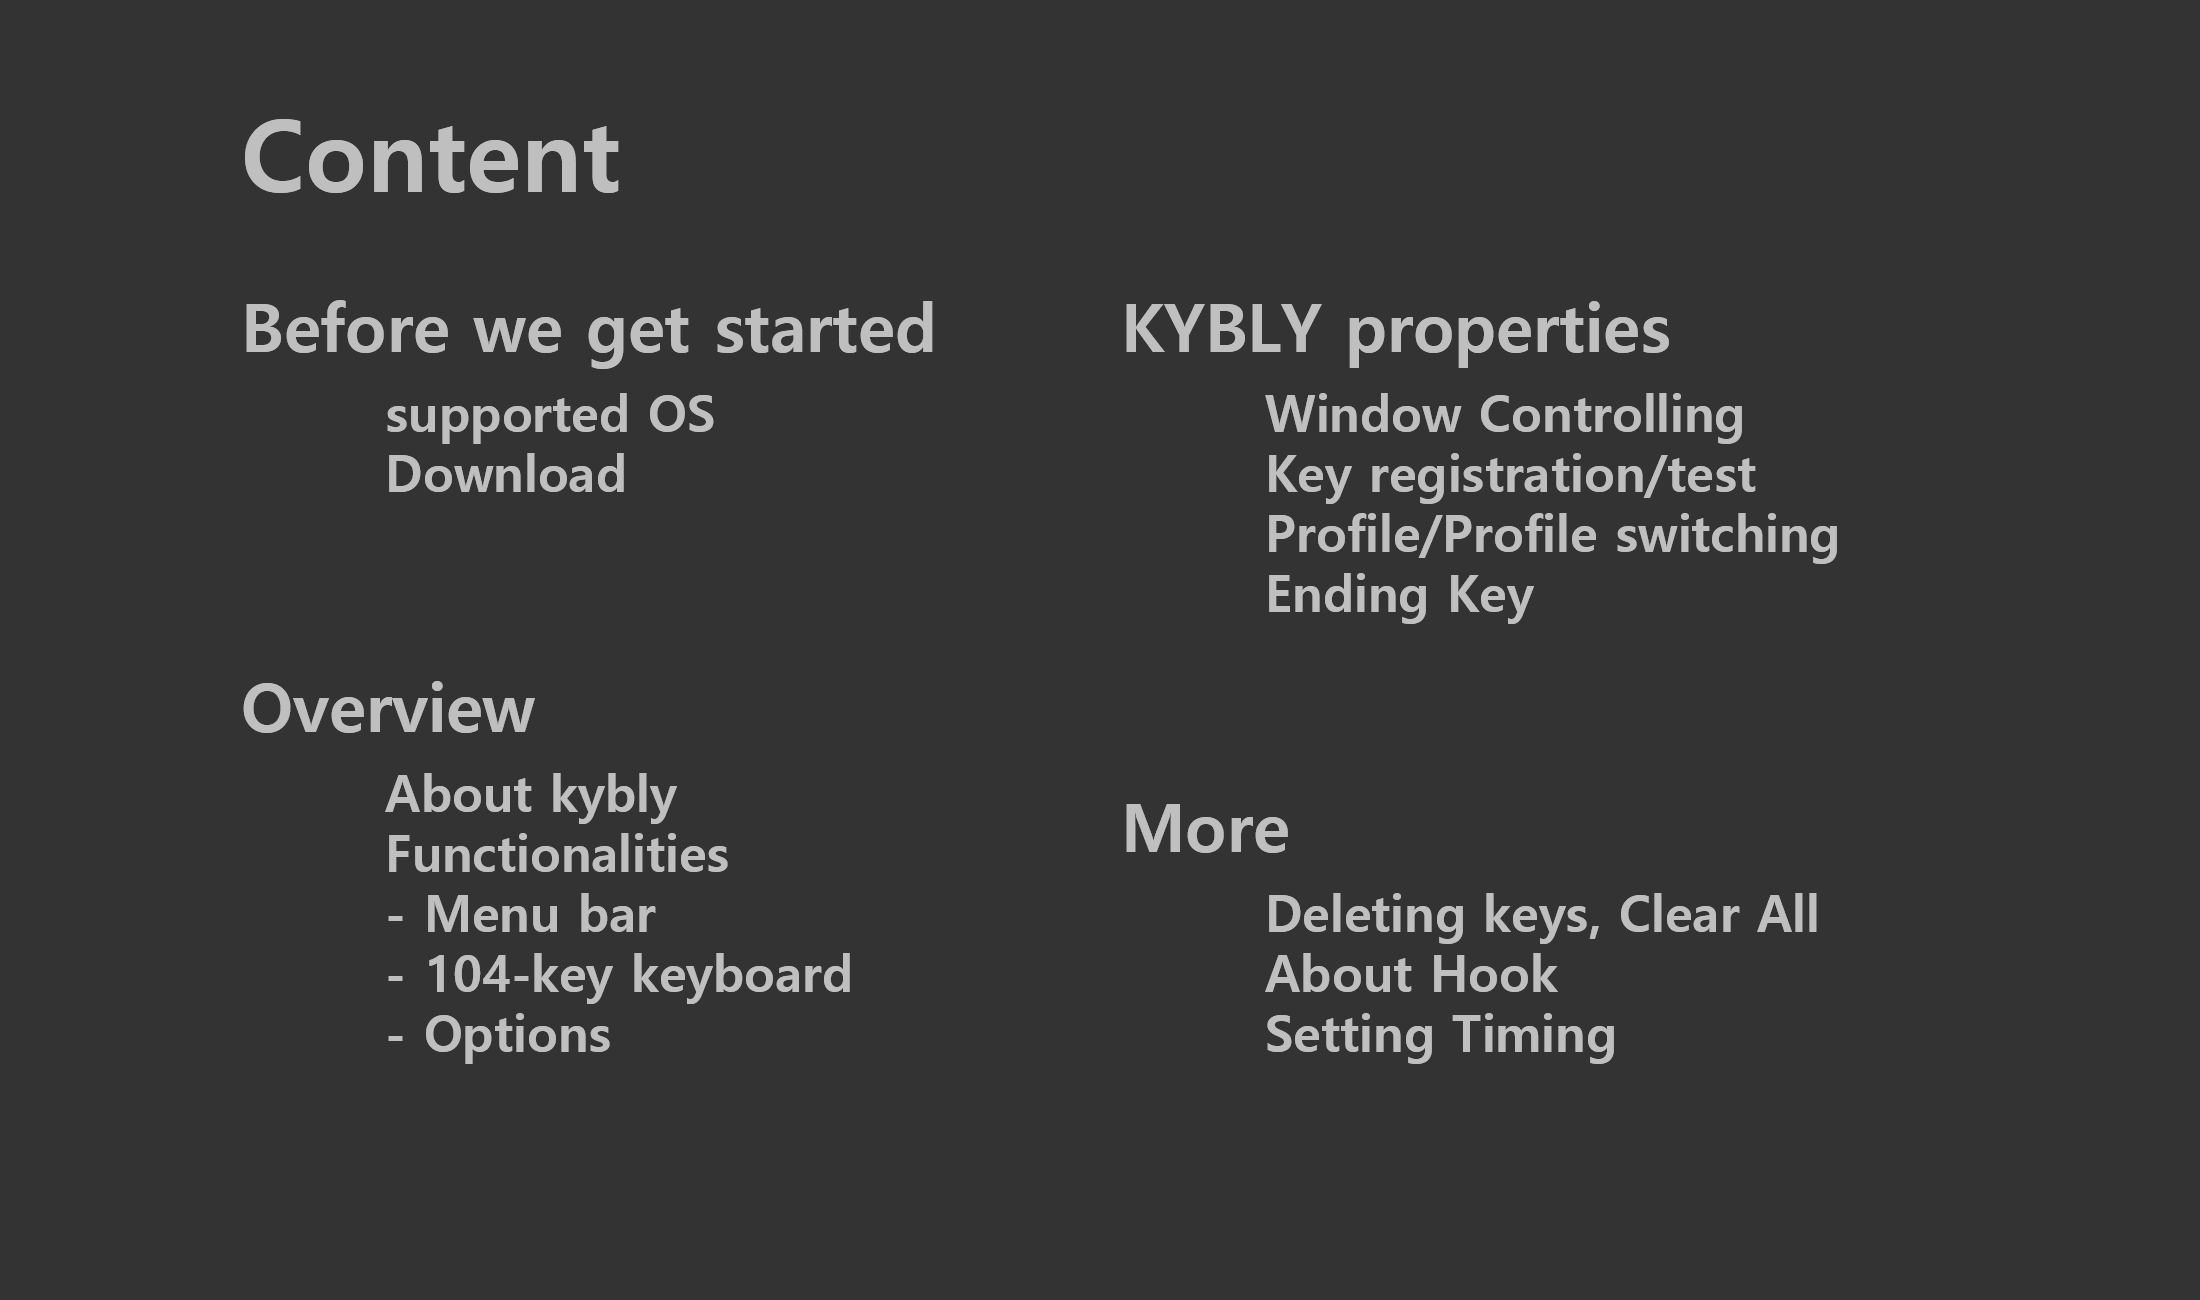 Content
Before we get started
supported OS
Download
Overview
About kybly
Functionalities
- Menu bar
- 104-key keyboard
- Options
KYBLY properties
Window Controlling
Key registration/test
Profile/Profile switching
Ending Key
More
Deleting keys, Clear All
About Hook
Setting Timing